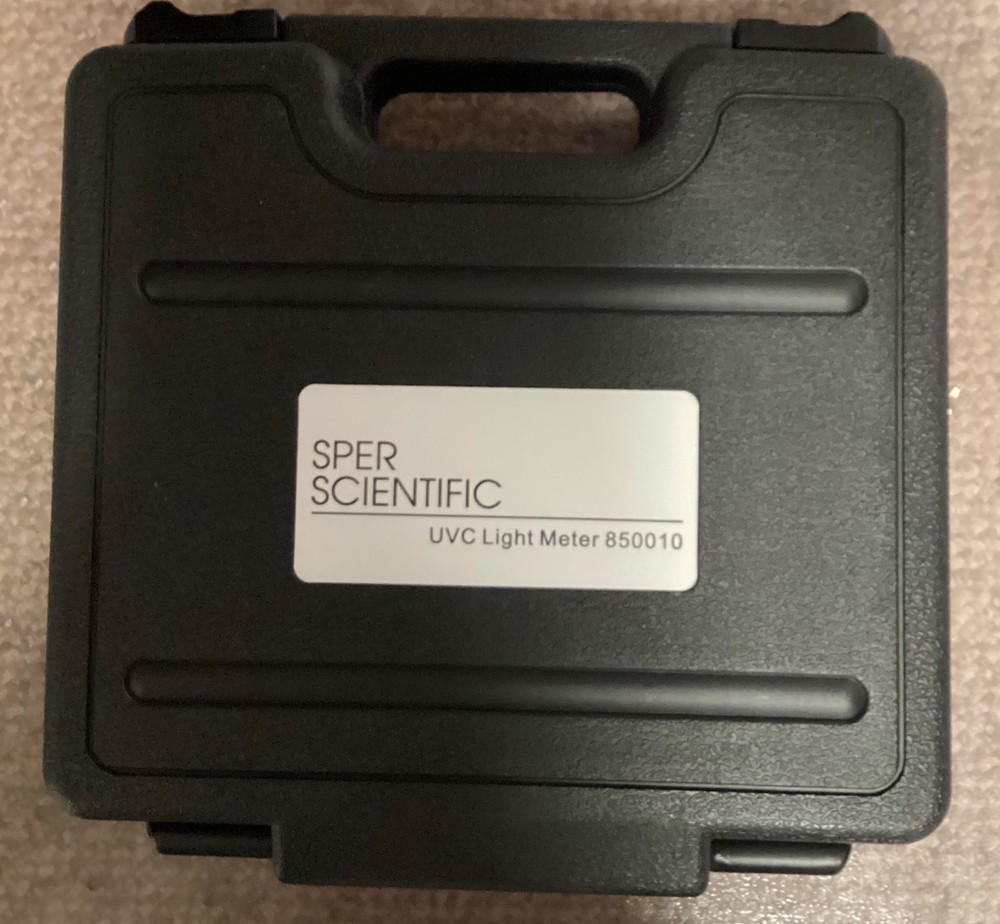 SPER
SCIENTIFIC
UVC Light Meter 850010